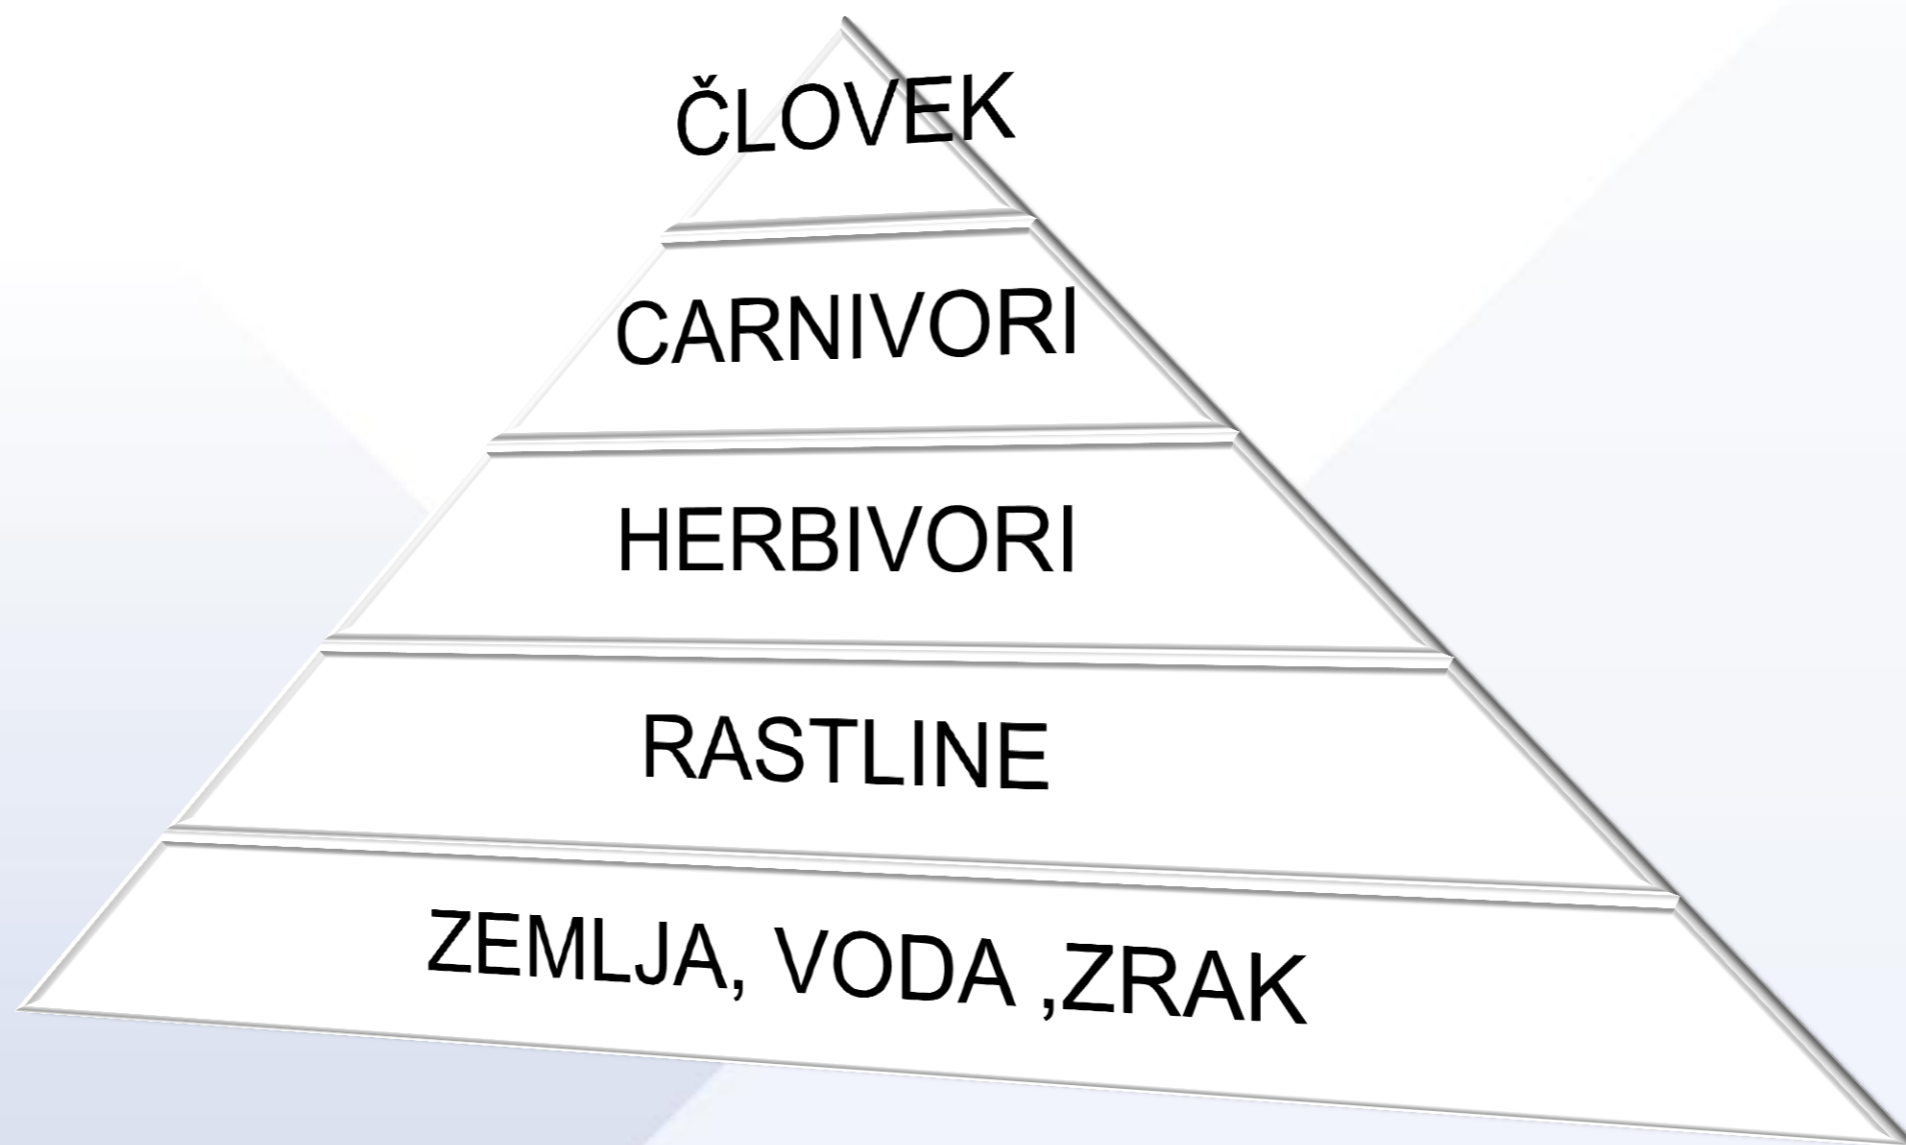 ČLOVEK
CARNIVORI
HERBIVORI
RASTLINE
ZEMLJA, VODA ,ZRAK